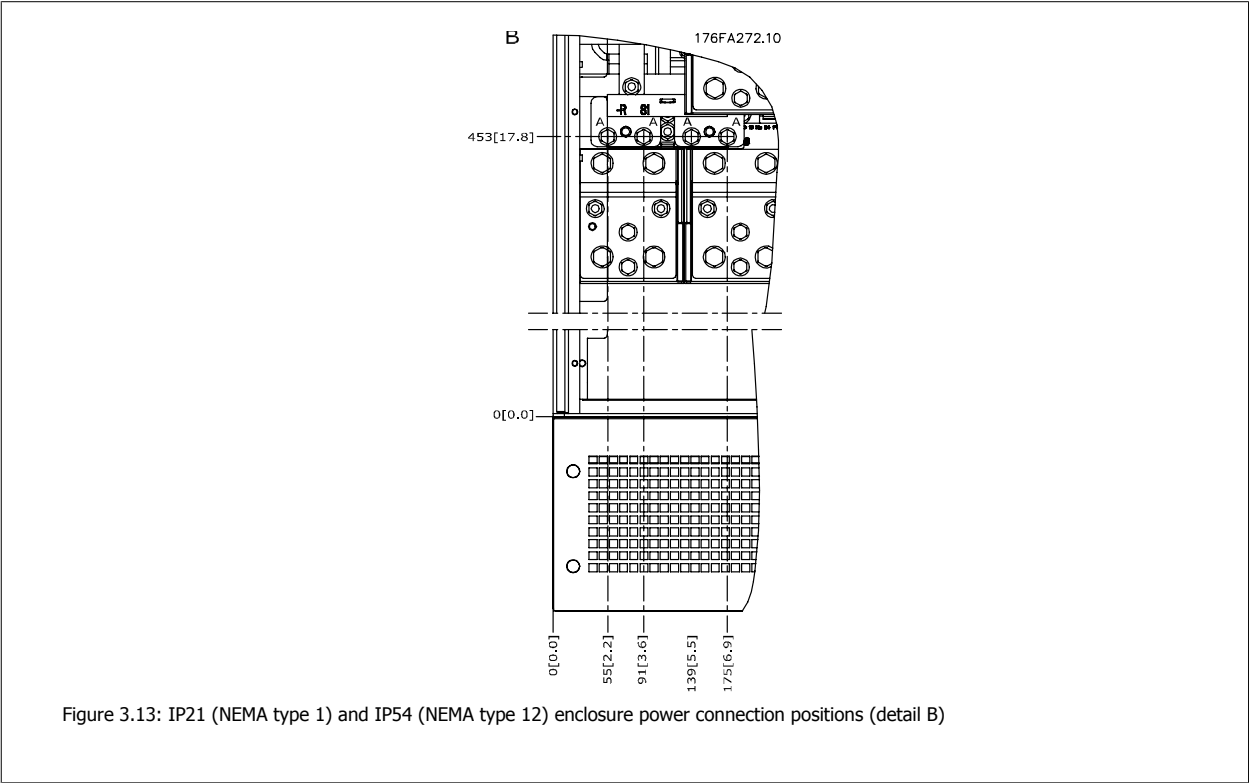 B
176FA272.10
-R 81
A A A A
453[17.8]
0[0.0]
0[0.0]
55[2.2]
91[3.6]
139[5.5]
175[6.9]
Figure 3.13: IP21 (NEMA type 1) and IP54 (NEMA type 12) enclosure power connection positions (detail B)